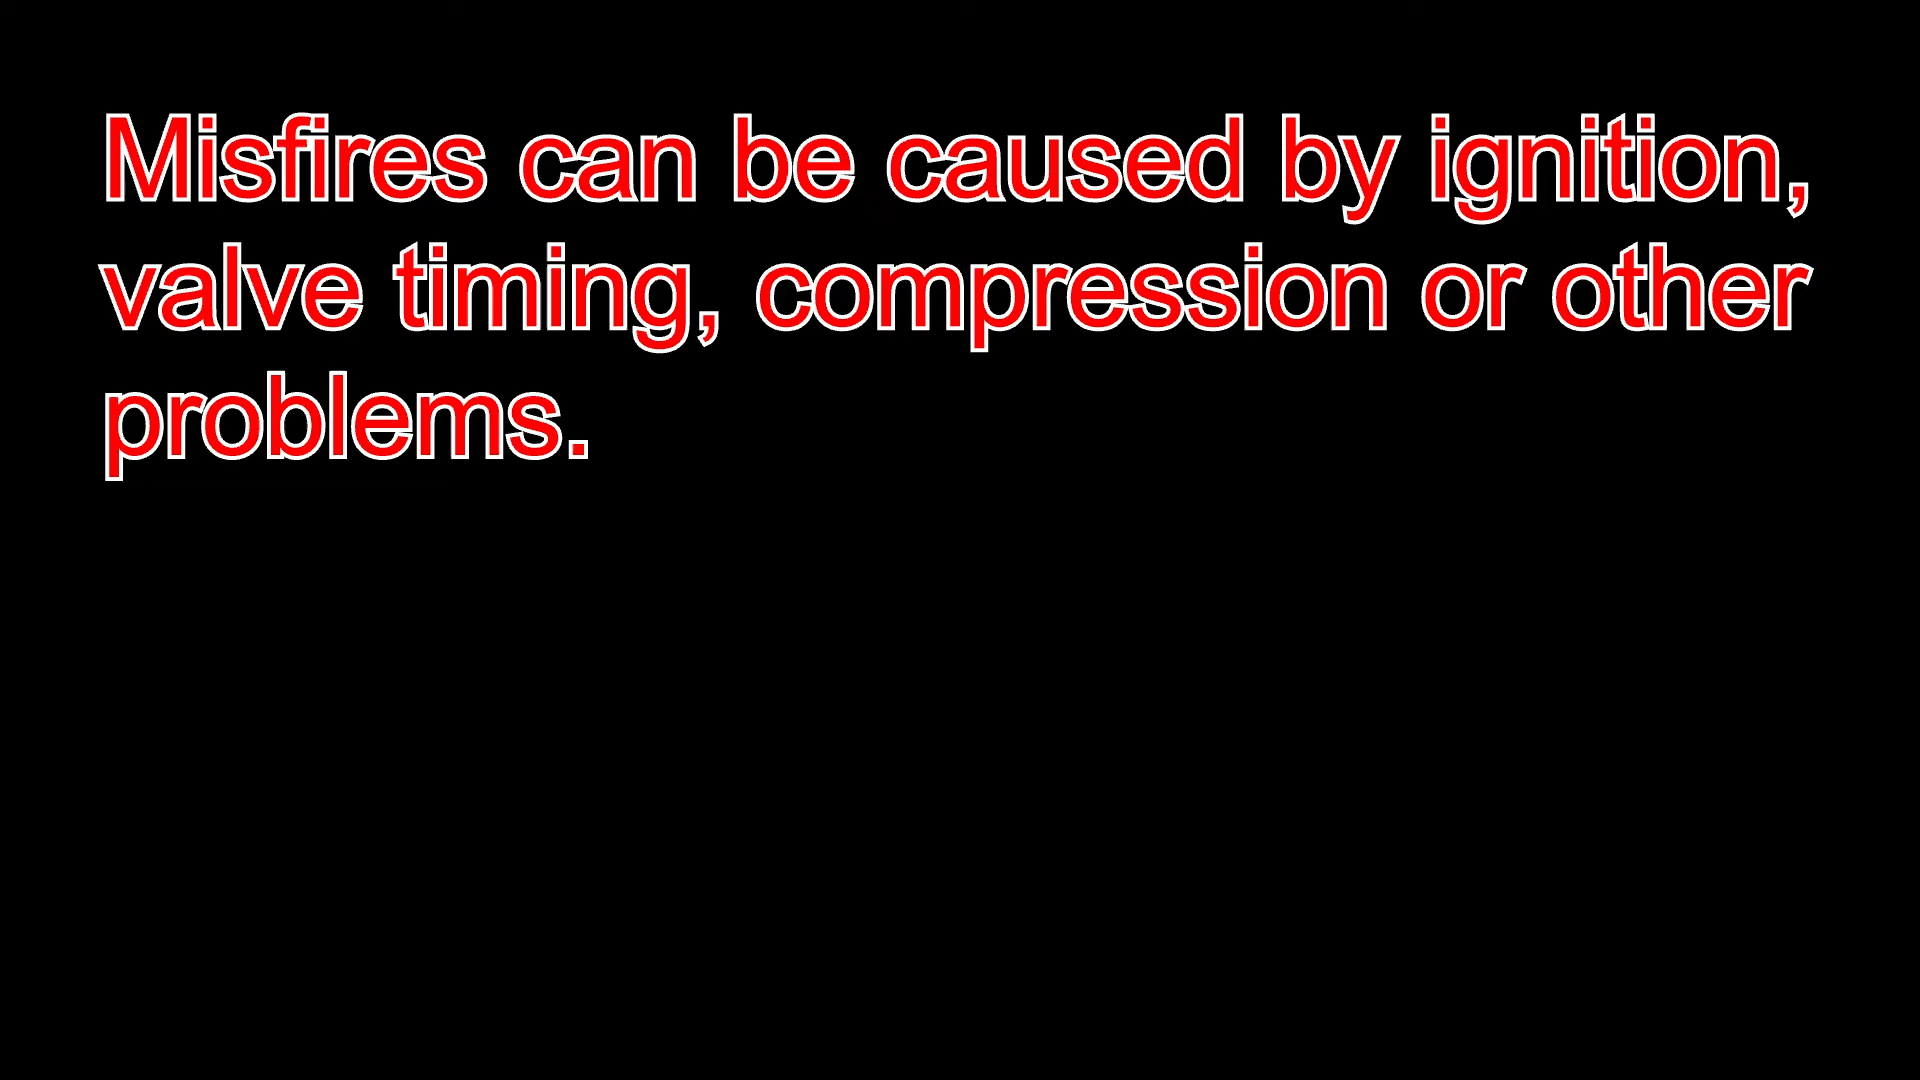 Misfires can be caused by ignition,
valve timing, compression or other
problems.